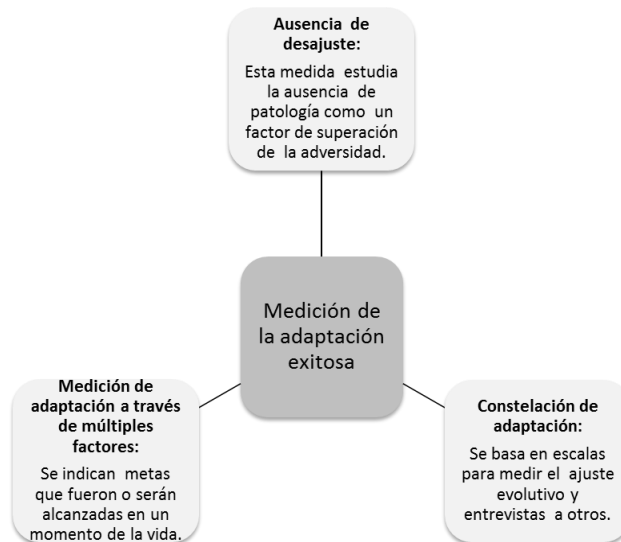 Ausencia de
desajuste:
Esta medida estudia
la ausencia de
patología como un
factor de superación
de la adversidad.
Medición de
la adaptación
exitosa
Medición de
adaptación a través
de múltiples
factores:
Se indican metas
que fueron o serán
alcanzadas en un
momento de la vida.
Constelación de
adaptación:
Se basa en escalas
para medir el ajuste
evolutivo y
entrevistas a otros.